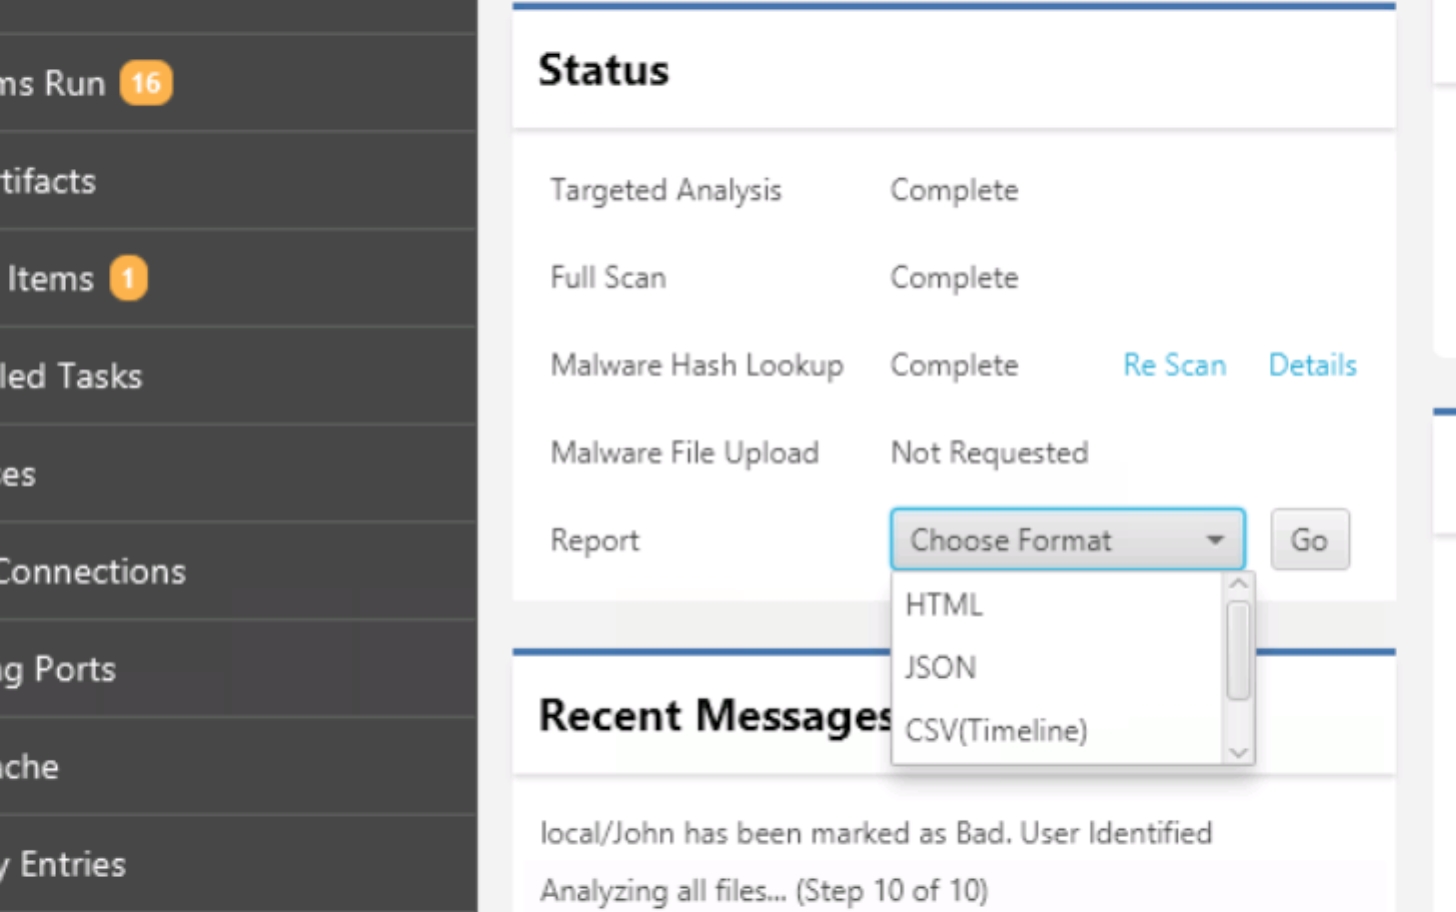 ms Run 16
tifacts
Items 1
led Tasks
es
Connections
g Ports
che
y Entries
Status
Targeted Analysis Complete
Full Scan Complete
Malware Hash Lookup Complete Re Scan Details
Malware File Upload Not Requested
Report Choose Format Go
HTML
JSON
CSV(Timeline)
Recent Messages
local/John has been marked as Bad. User Identified
Analyzing all files... (Step 10 of 10)